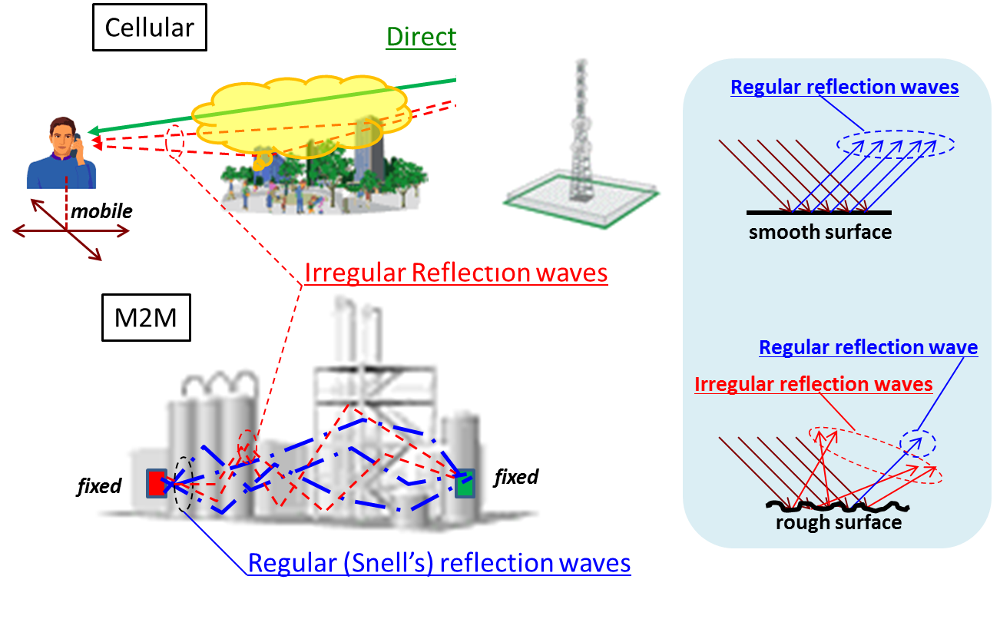 Cellular
Direct
mobile
Irregular Reflection waves
M2M
fixed
fixed
Regular (Snell's) reflection waves
Regular reflection waves
smooth surface
Regular reflection wave
Irregular reflection waves
rough surface